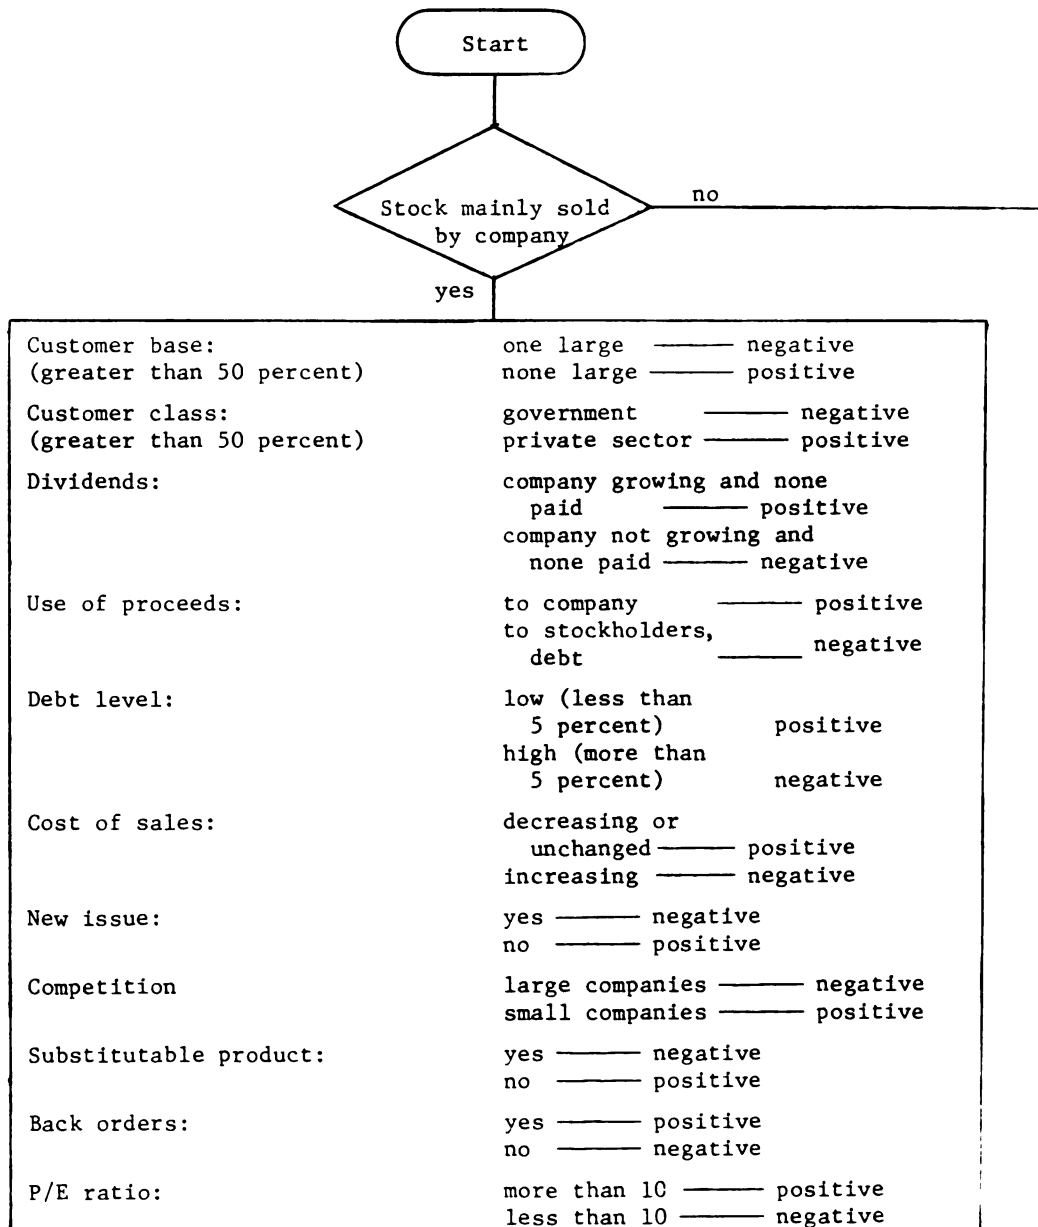 Start
Stock mainly sold
by company
no
yes
Customer base: one large —— negative
(greater than 50 percent) none large —— positive
Customer class: government —— negative
(greater than 50 percent) private sector —— positive
Dividends: company growing and none
paid —— positive
company not growing and
none paid —— negative
Use of proceeds: to company —— positive
to stockholders,
debt —— negative
Debt level: low (less than
5 percent) positive
high (more than
5 percent) negative
Cost of sales: decreasing or
unchanged —— positive
increasing —— negative
New issue: yes —— negative
no —— positive
Competition large companies —— negative
small companies —— positive
Substitutable product: yes —— negative
no —— positive
Back orders: yes —— positive
no —— negative
P/E ratio: more than 10 —— positive
less than 10 —— negative